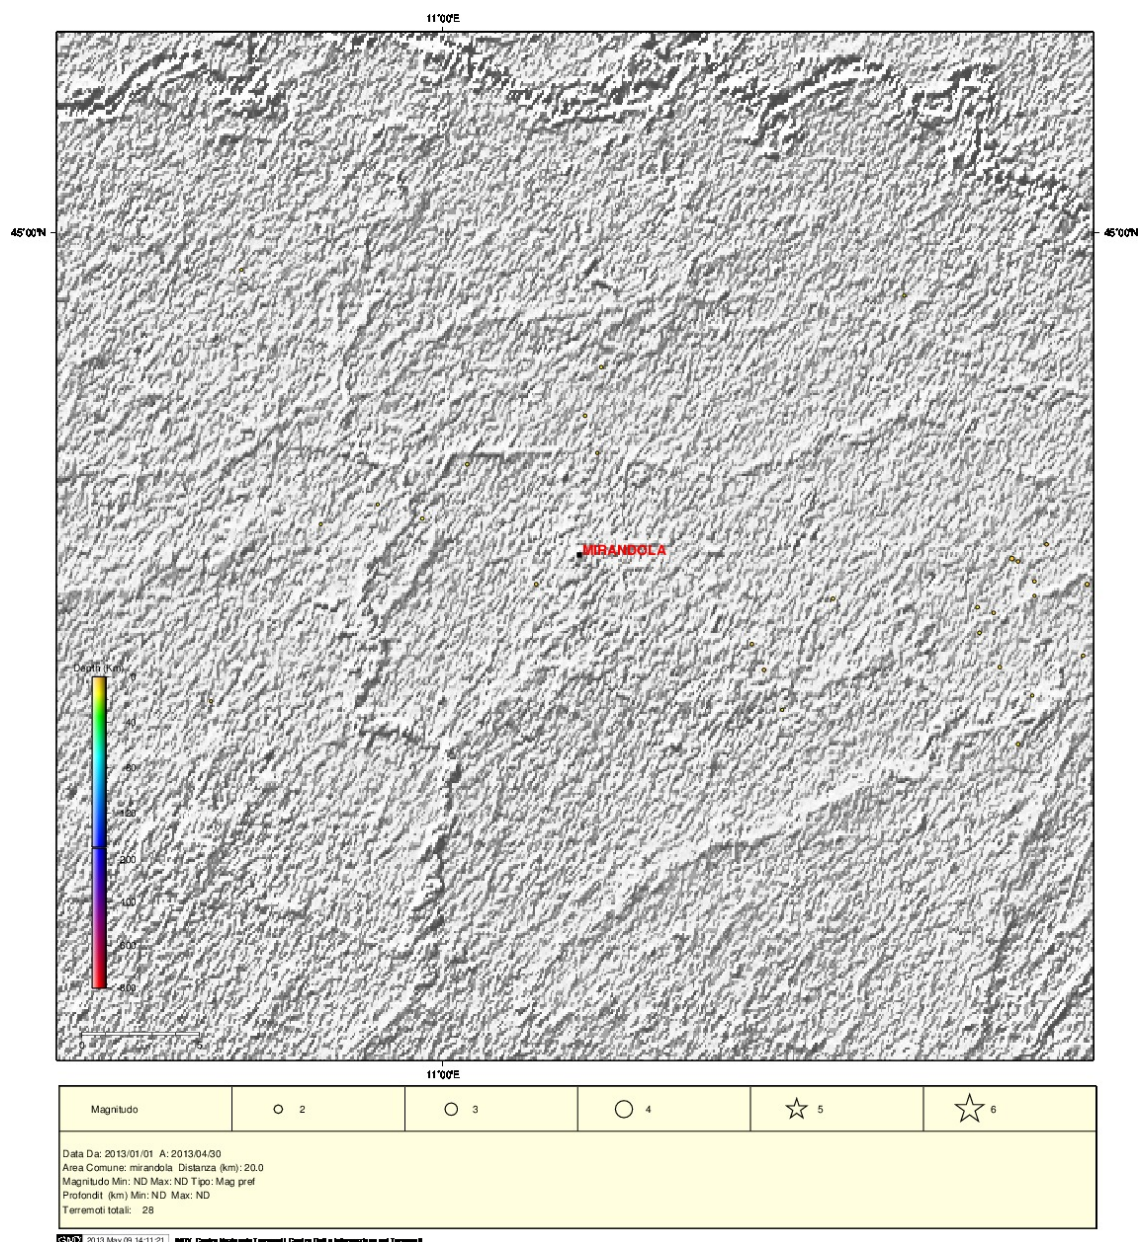 11°00'E
45°00'N 45°00'N
MIRANDOLA
Depth (Km)
0
11°00'E
Magnitudo 2 3 4 5 6
Data Da: 2013/01/01 A: 2013/04/30
Area Comune: mirandola Distanza (km): 20.0
Magnitudo Min: ND Max: ND Tipo: Mag pref
Profondit (km) Min: ND Max: ND
Terremoti totali: 28
GMT 2013 May 09 14:11:21